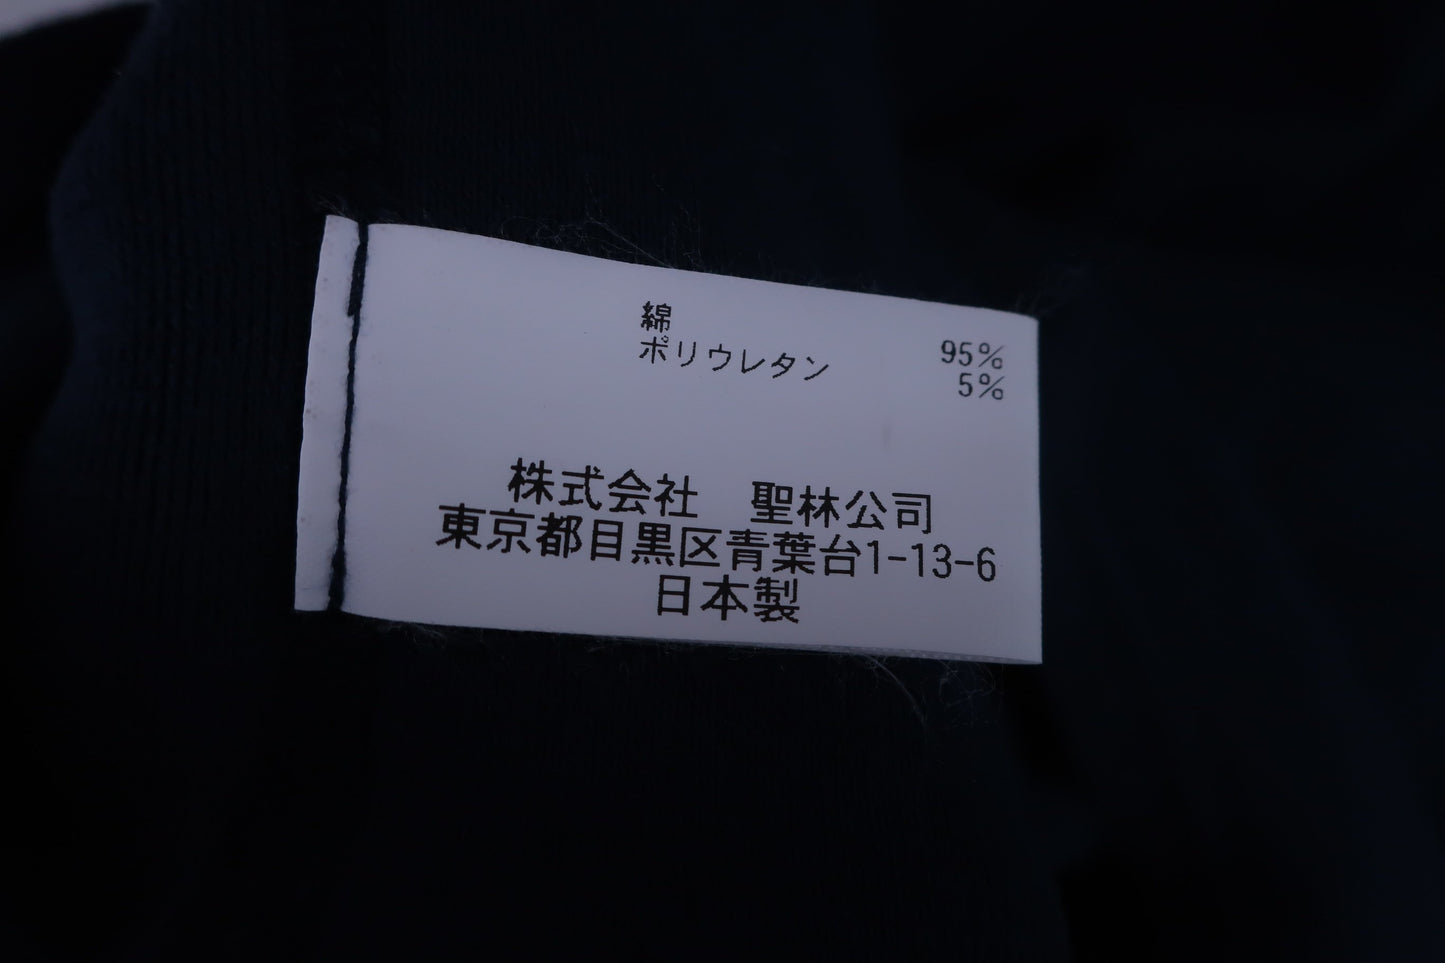 綿 95%
ポリウレタン 5%
株式会社　聖林公司
東京都目黒区青葉台1-13-6
日本製